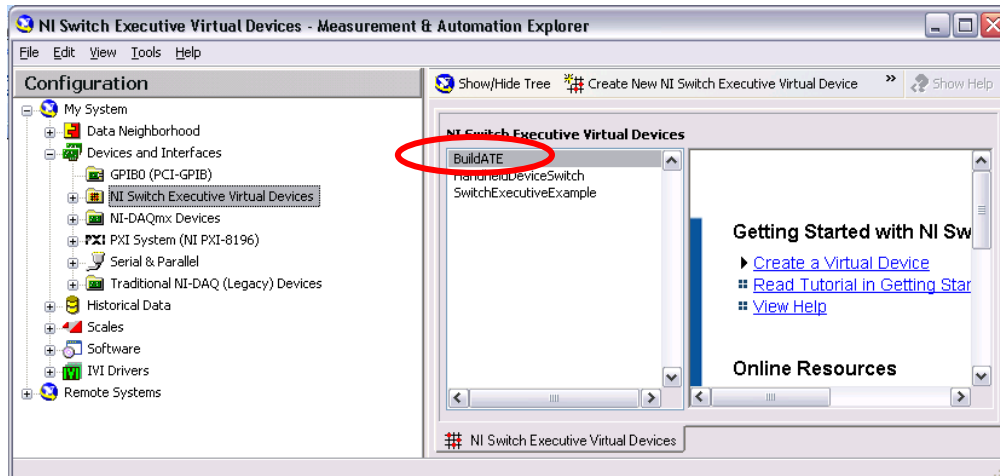 NI Switch Executive Virtual Devices - Measurement & Automation Explorer
File Edit View Tools Help
Configuration
My System
Data Neighborhood
Devices and Interfaces
GPIB0 (PCI-GPIB)
NI Switch Executive Virtual Devices
NI-DAQmx Devices
PXI PXI System (NI PXI-8196)
Serial & Parallel
Traditional NI-DAQ (Legacy) Devices
Historical Data
Scales
Software
IVI IVI Drivers
Remote Systems
Show/Hide Tree Create New NI Switch Executive Virtual Device » Show Help
NI Switch Executive Virtual Devices
BuildATE
HandheldDeviceSwitch
SwitchExecutiveExample
Getting Started with NI Sw
Create a Virtual Device
Read Tutorial in Getting Star
View Help
Online Resources
NI Switch Executive Virtual Devices